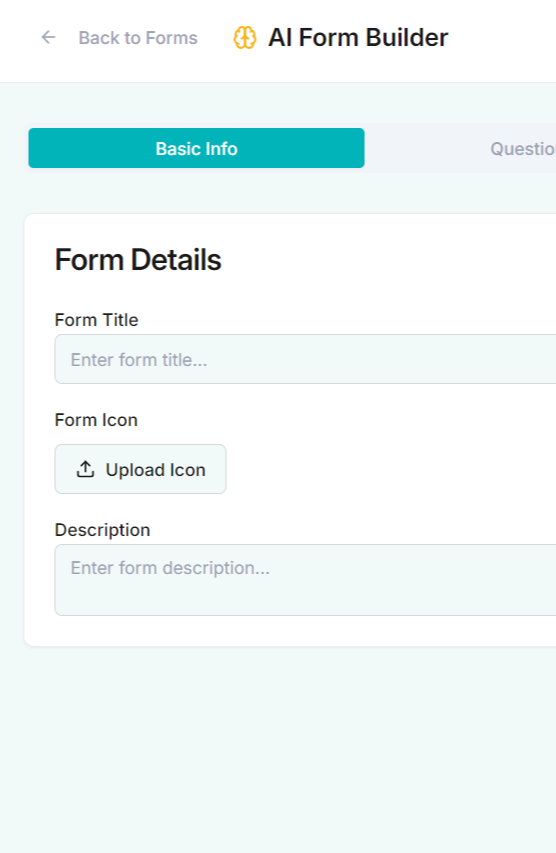 Back to Forms
AI Form Builder
Basic Info
Questio
Form Details
Form Title
Enter form title...
Form Icon
Upload Icon
Description
Enter form description...